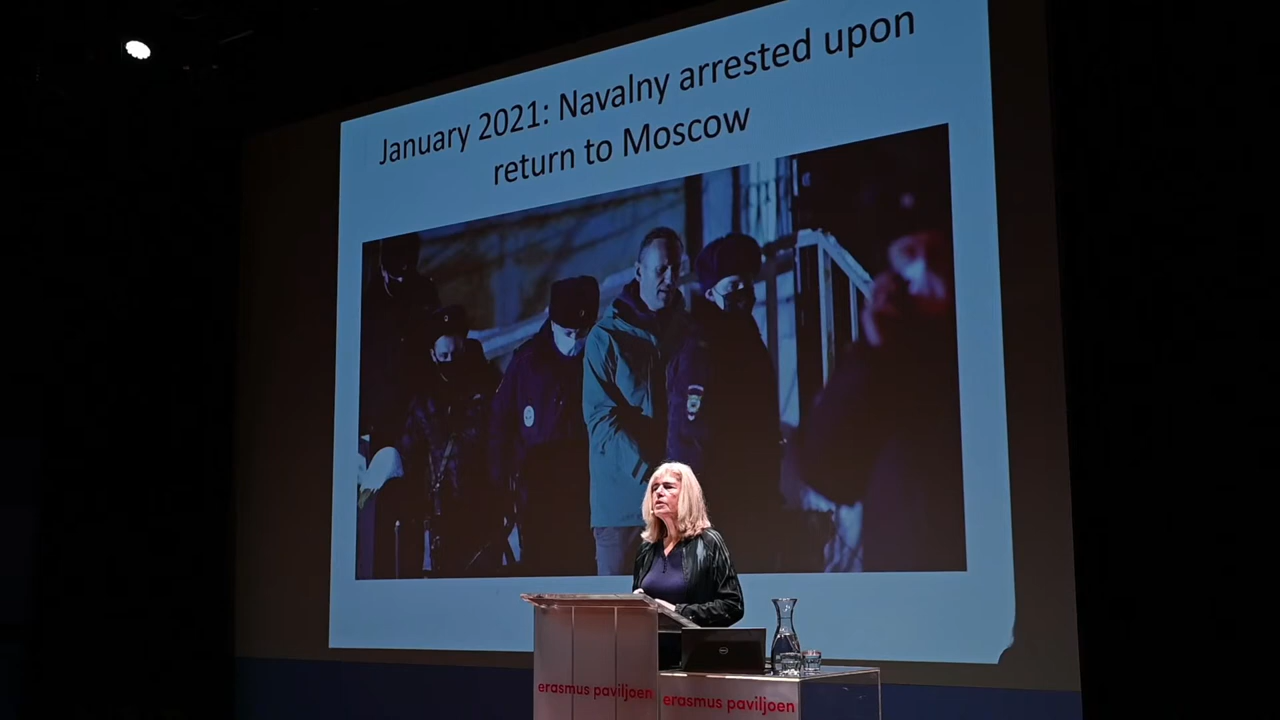 January 2021: Navalny arrested upon
return to Moscow
erasmus paviljoen
erasmus paviljoen